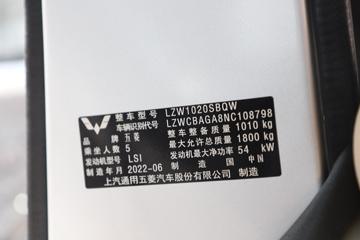 整车型号 LZW1020SBQW
车辆识别代号 LZWCBAGA8NC108798
品牌 五菱 整车整备质量 1010 kg
乘坐人数 5 最大允许总质量 1800 kg
发动机型号 LSI 发动机最大净功率 54 kW
制造年月 2022-06 制造国 中国
上汽通用五菱汽车股份有限公司 制造